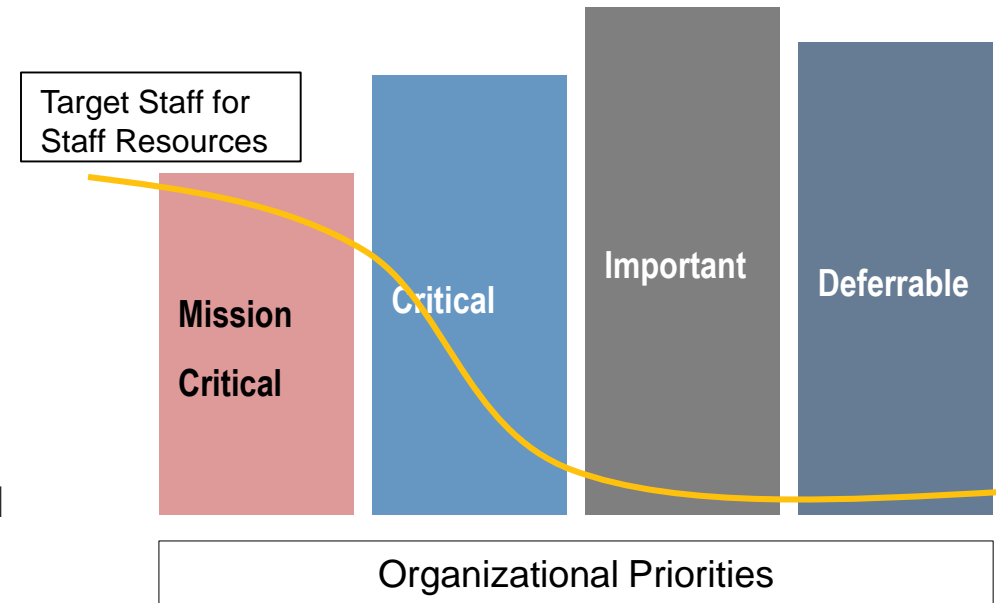 Target Staff for
Staff Resources
Mission
Critical
Critical
Important
Deferrable
Organizational Priorities